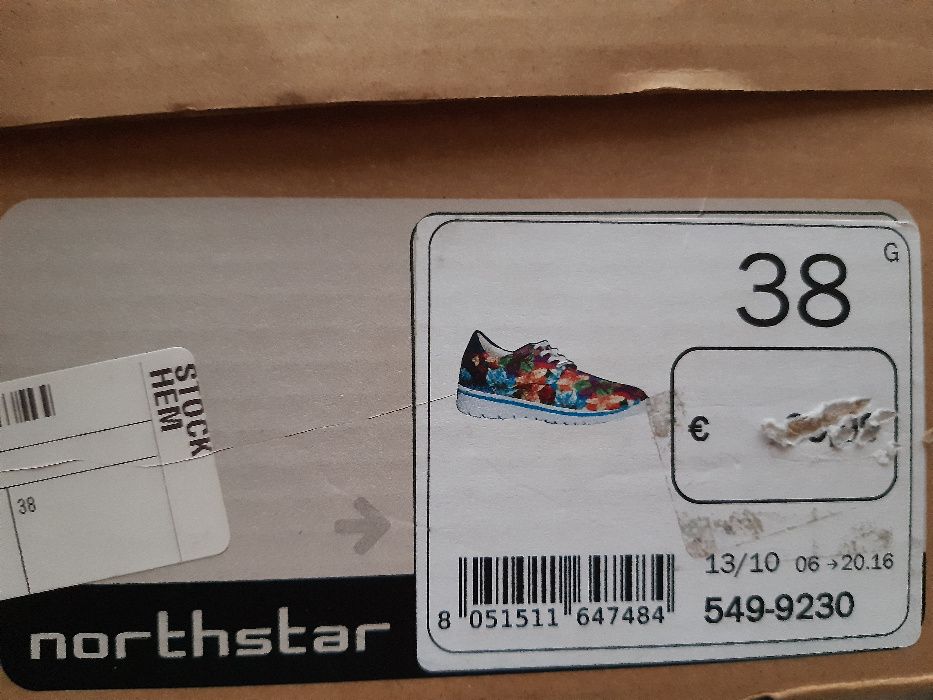 38
G
€
STOCK
HEM
38
8 051511 647484
13/10 06→20.16
549-9230
northstar